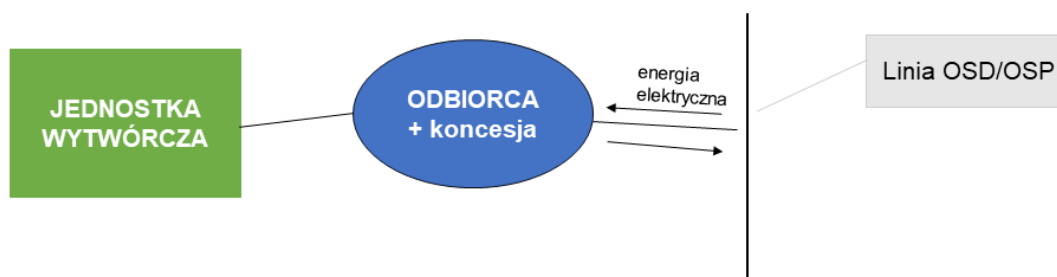 JEDNOSTKA
WYTWÓRCZA
ODBIORCA
+ koncesja
energia
elektryczna
Linia OSD/OSP